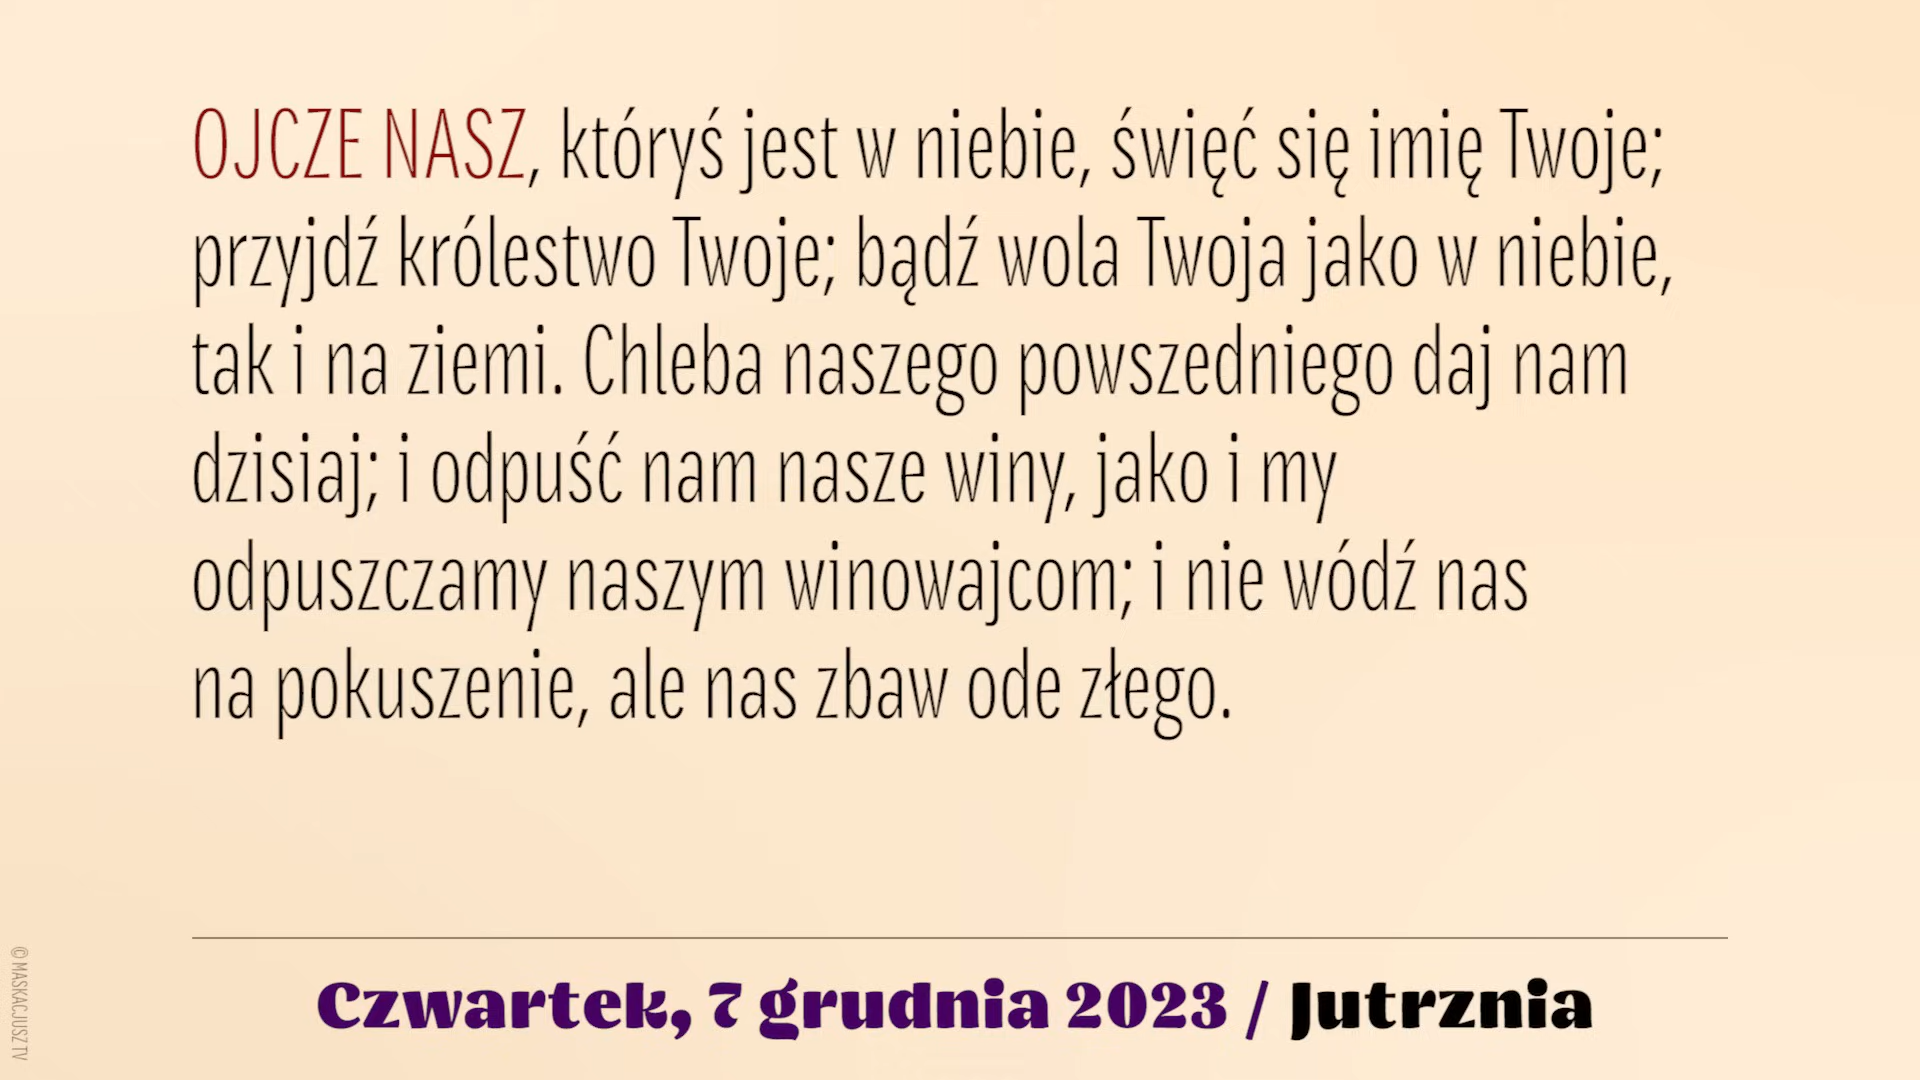 OJCZE NASZ, któryś jest w niebie, święć się imię Twoje;
przyjdź królestwo Twoje; bądź wola Twoja jako w niebie,
tak i na ziemi. Chleba naszego powszedniego daj nam
dzisiaj; i odpuść nam nasze winy, jako i my
odpuszczamy naszym winowajcom; i nie wódź nas
na pokuszenie, ale nas zbaw ode złego.
Czwartek, 7 grudnia 2023 / Jutrznia
© MASKACJUSZ TV